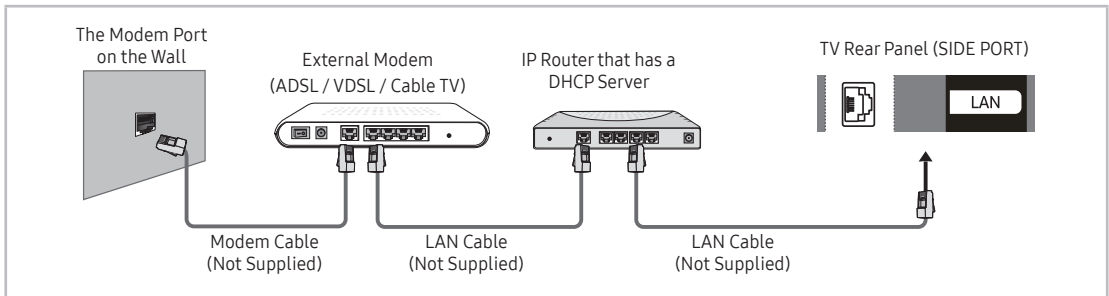 The Modem Port
on the Wall
External Modem
(ADSL / VDSL / Cable TV)
IP Router that has a
DHCP Server
TV Rear Panel (SIDE PORT)
LAN
Modem Cable
(Not Supplied)
LAN Cable
(Not Supplied)
LAN Cable
(Not Supplied)